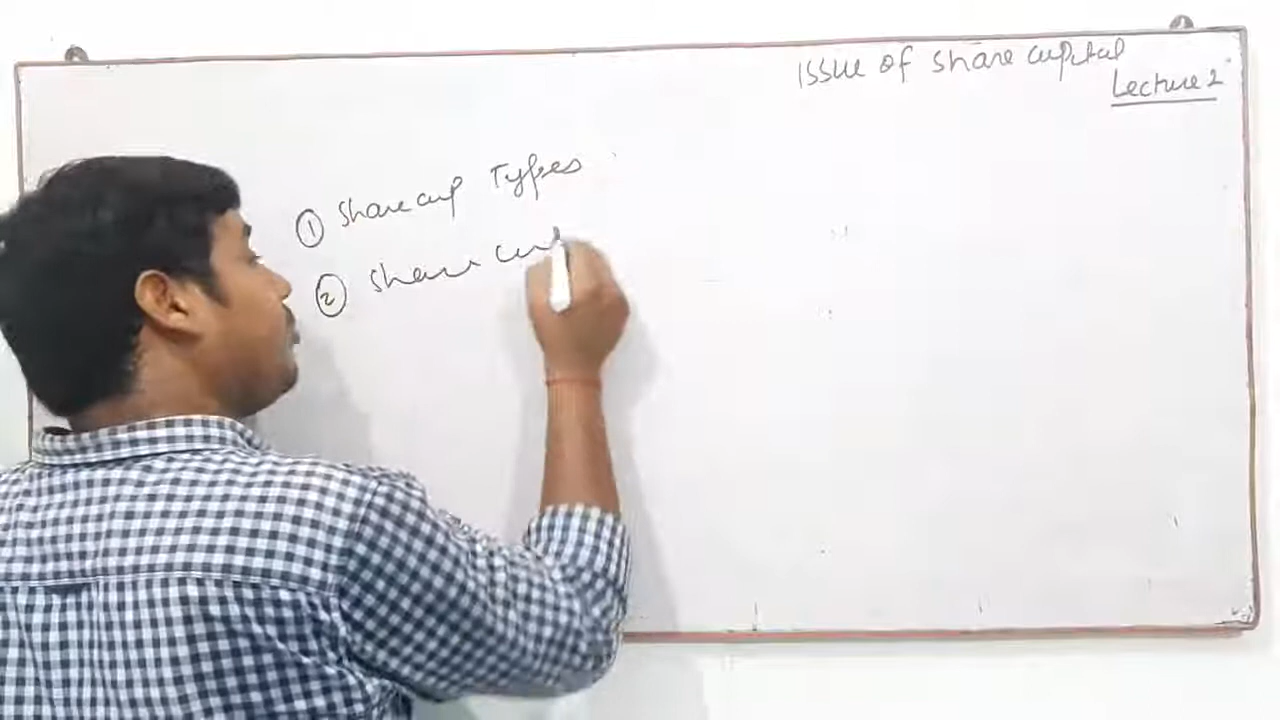 Issue of share capital
Lecture 2
① Share cap Types
② Share